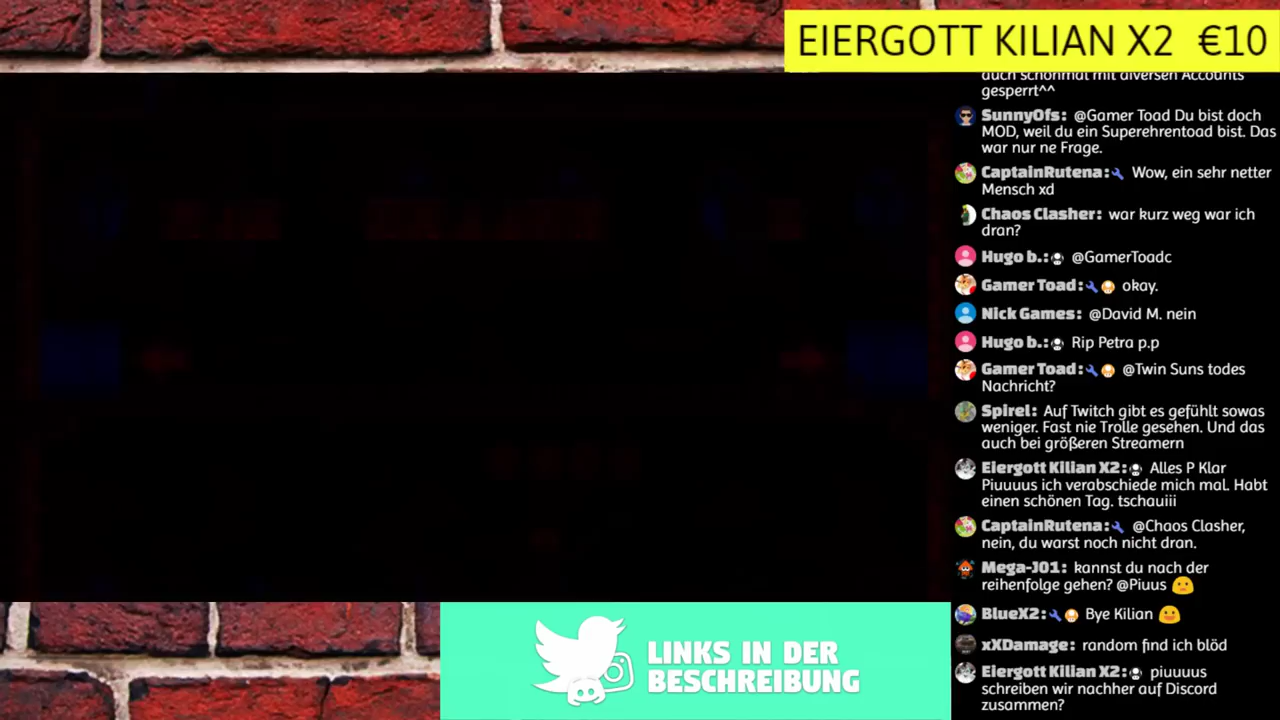 EIERGOTT KILIAN X2 €10
auch schonmal mit diversen Accounts
gesperrt^^
SunnyOfs: @Gamer Toad Du bist doch
MOD, weil du ein Superehrentoad bist. Das
war nur ne Frage.
CaptainRutena: Wow, ein sehr netter
Mensch xd
Chaos Clasher: war kurz weg war ich
dran?
Hugo b.: @GamerToadc
Gamer Toad: okay.
Nick Games: @David M. nein
Hugo b.: Rip Petra p.p
Gamer Toad: @Twin Suns todes
Nachricht?
Spirel: Auf Twitch gibt es gefühlt sowas
weniger. Fast nie Trolle gesehen. Und das
auch bei größeren Streamern
Eiergott Kilian X2: Alles P Klar
Piuuuus ich verabschiede mich mal. Habt
einen schönen Tag. tschauiii
CaptainRutena: @Chaos Clasher,
nein, du warst noch nicht dran.
Mega-J01: kannst du nach der
reihenfolge gehen? @Piuus
BlueX2: Bye Kilian
xXDamage: random find ich blöd
Eiergott Kilian X2: piuuuus
schreiben wir nachher auf Discord
zusammen?
LINKS IN DER
BESCHREIBUNG